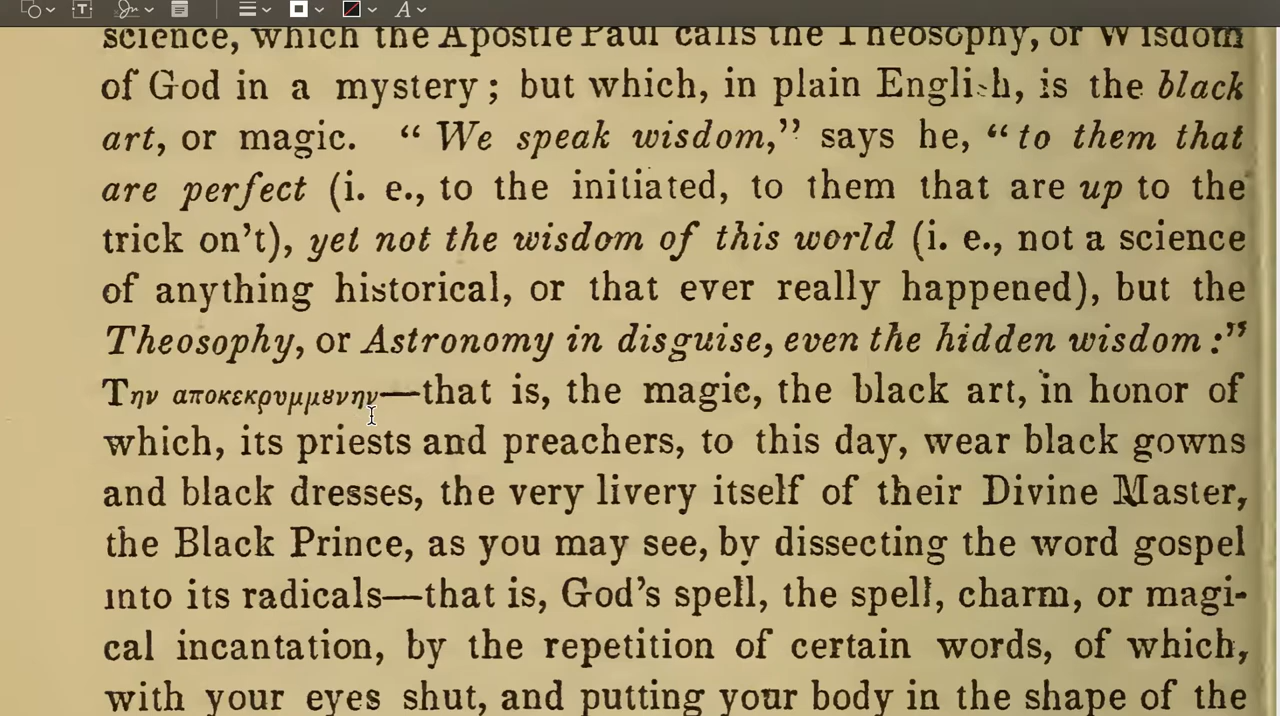 science, which the Apostle Paul calls the Theosophy, or Wisdom
of God in a mystery; but which, in plain English, is the black
art, or magic. “We speak wisdom,” says he, “to them that
are perfect (i. e., to the initiated, to them that are up to the
trick on’t), yet not the wisdom of this world (i. e., not a science
of anything historical, or that ever really happened), but the
Theosophy, or Astronomy in disguise, even the hidden wisdom:”
Την αποκεκρυμμȣνην—that is, the magic, the black art, in honor of
which, its priests and preachers, to this day, wear black gowns
and black dresses, the very livery itself of their Divine Master,
the Black Prince, as you may see, by dissecting the word gospel
into its radicals—that is, God’s spell, the spell, charm, or magi-
cal incantation, by the repetition of certain words, of which,
with your eyes shut, and putting your body in the shape of the